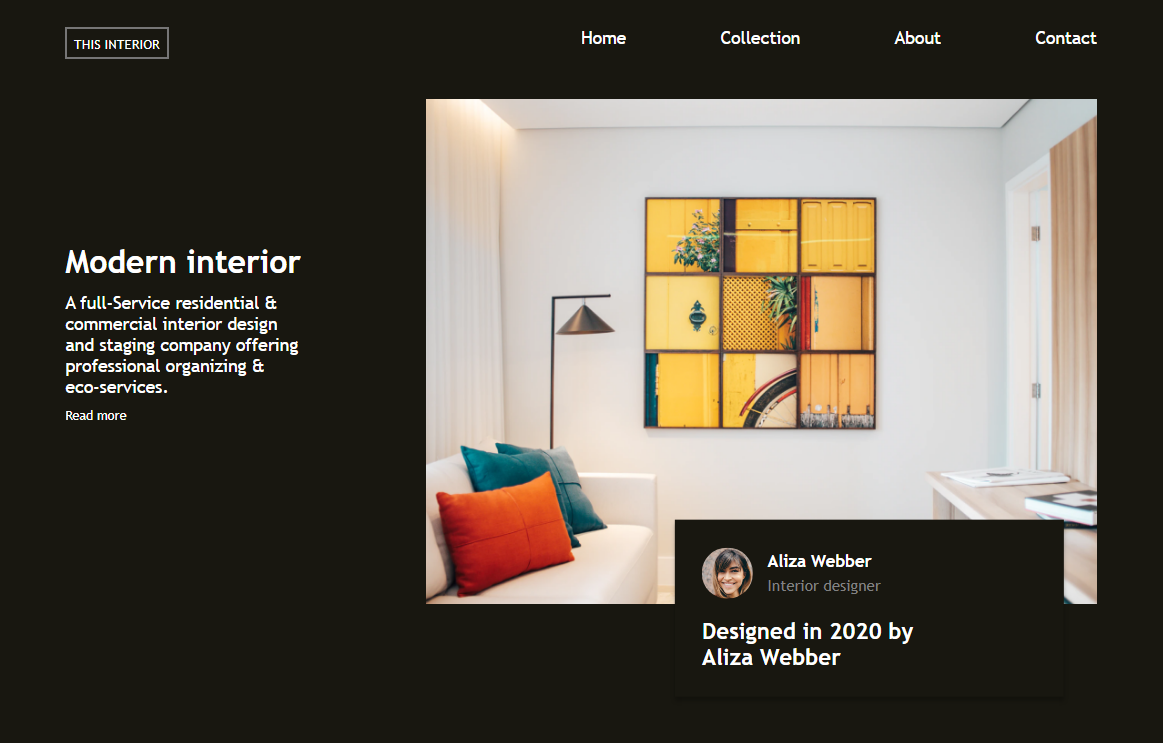 THIS INTERIOR
Home
Collection
About
Contact
Modern interior
A full-Service residential &
commercial interior design
and staging company offering
professional organizing &
eco-services.
Read more
Aliza Webber
Interior designer
Designed in 2020 by
Aliza Webber